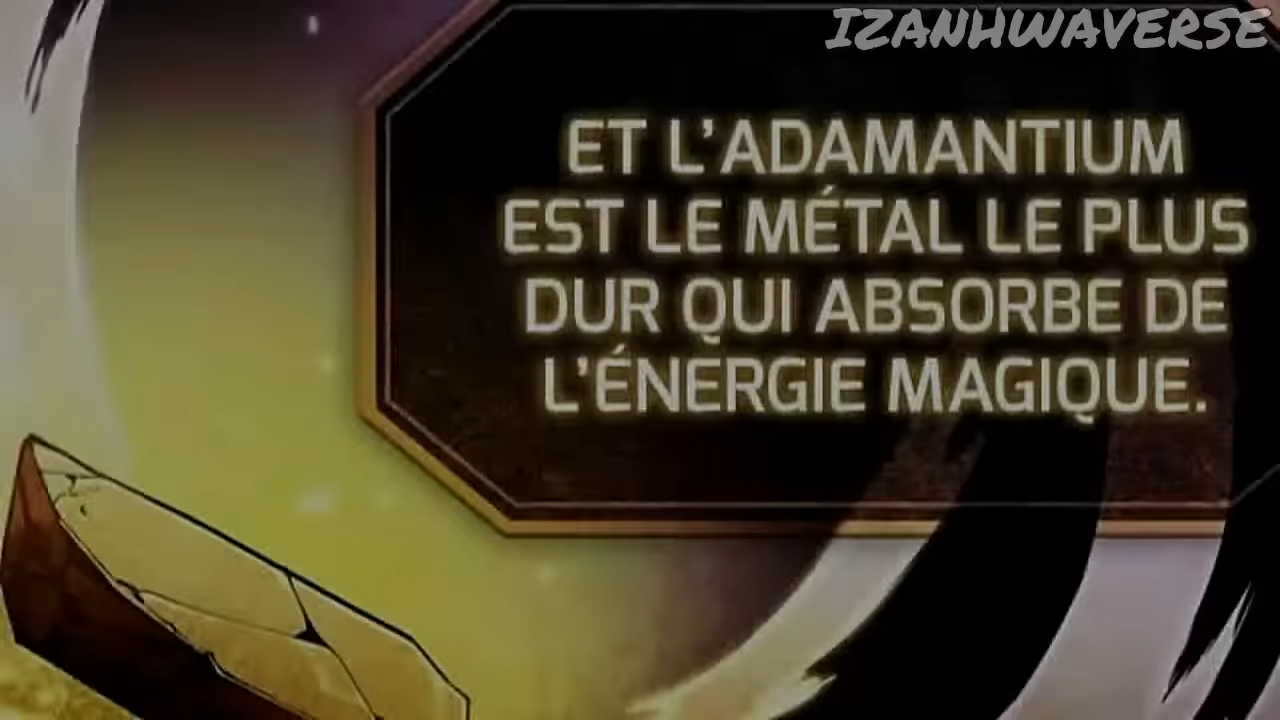 IZANHWAVERSE
ET L'ADAMANTIUM
EST LE MÉTAL LE PLUS
DUR QUI ABSORBE DE
L'ÉNERGIE MAGIQUE.